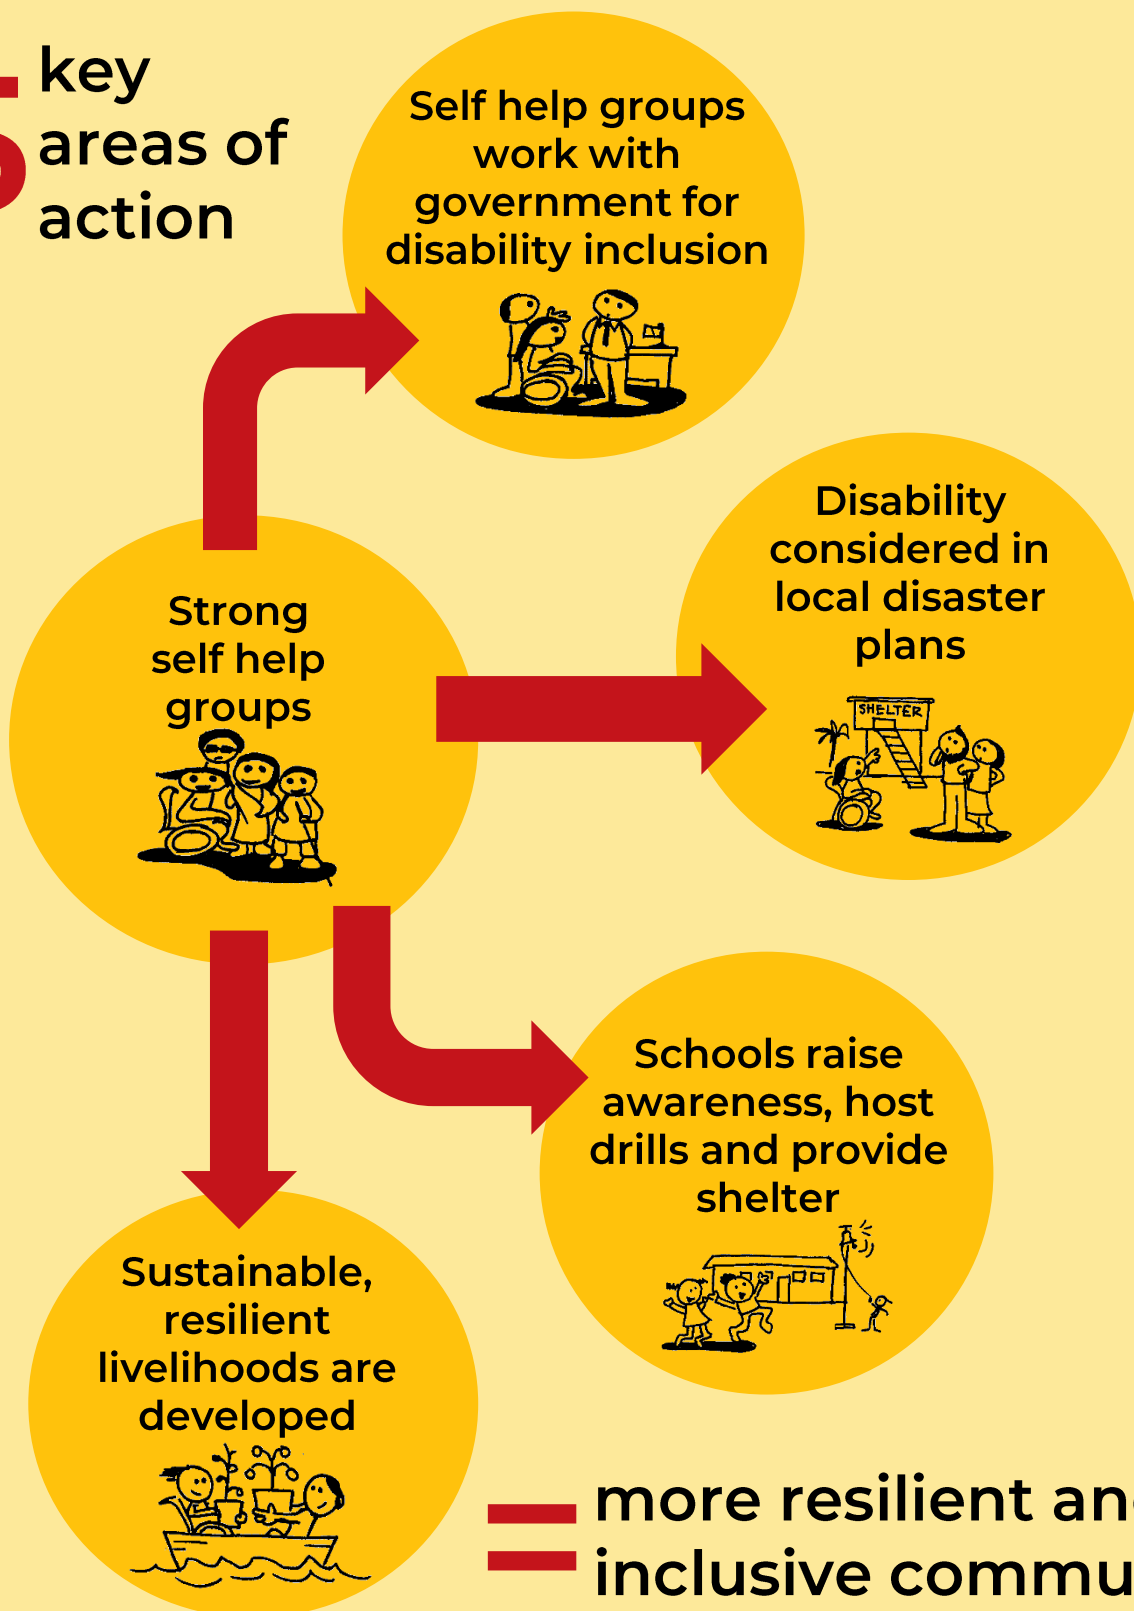 5 key
areas of
action
Self help groups
work with
government for
disability inclusion
Disability
considered in
local disaster
plans
SHELTER
Strong
self help
groups
Schools raise
awareness, host
drills and provide
shelter
Sustainable,
resilient
livelihoods are
developed
= more resilient
inclusive